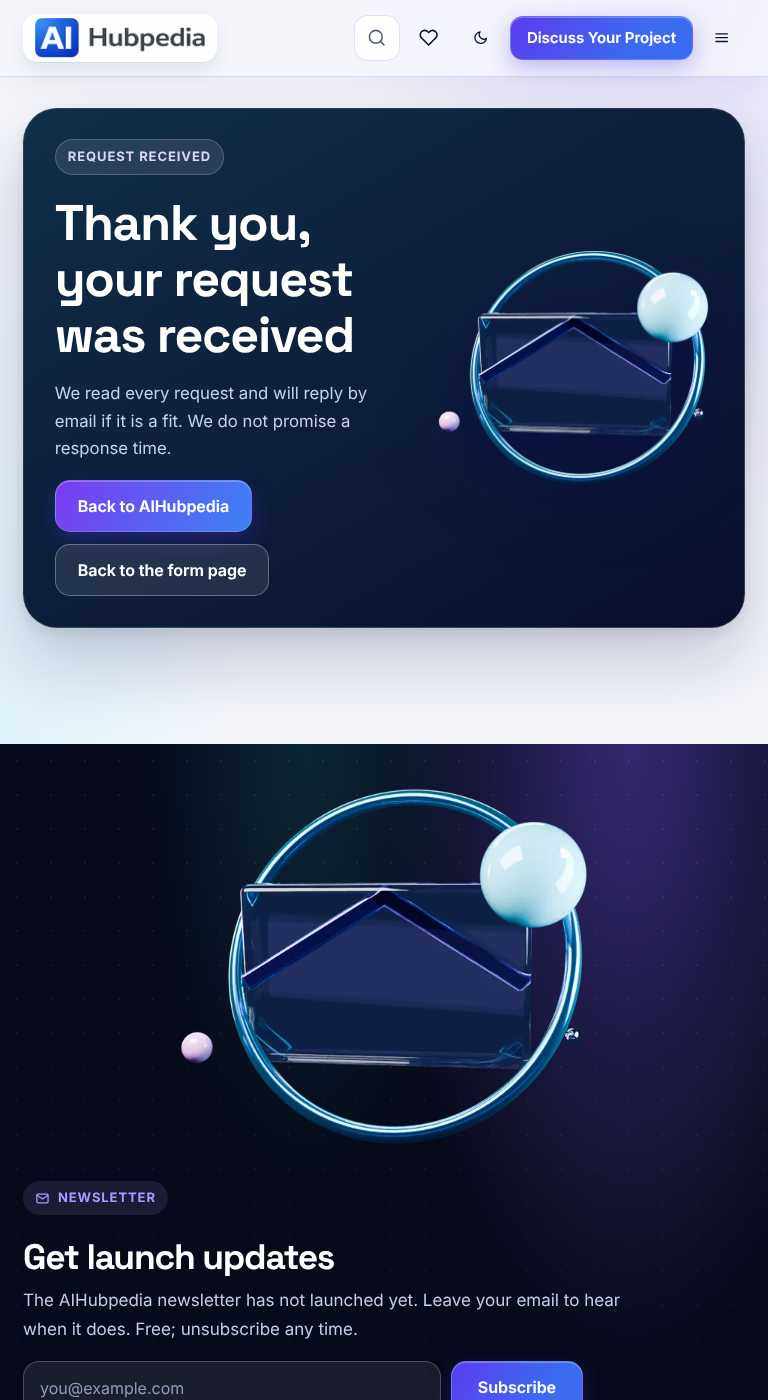 AI Hubpedia
Discuss Your Project
REQUEST RECEIVED
Thank you,
your request
was received
We read every request and will reply by
email if it is a fit. We do not promise a
response time.
Back to AIHubpedia
Back to the form page
NEWSLETTER
Get launch updates
The AIHubpedia newsletter has not launched yet. Leave your email to hear
when it does. Free; unsubscribe any time.
you@example.com
Subscribe